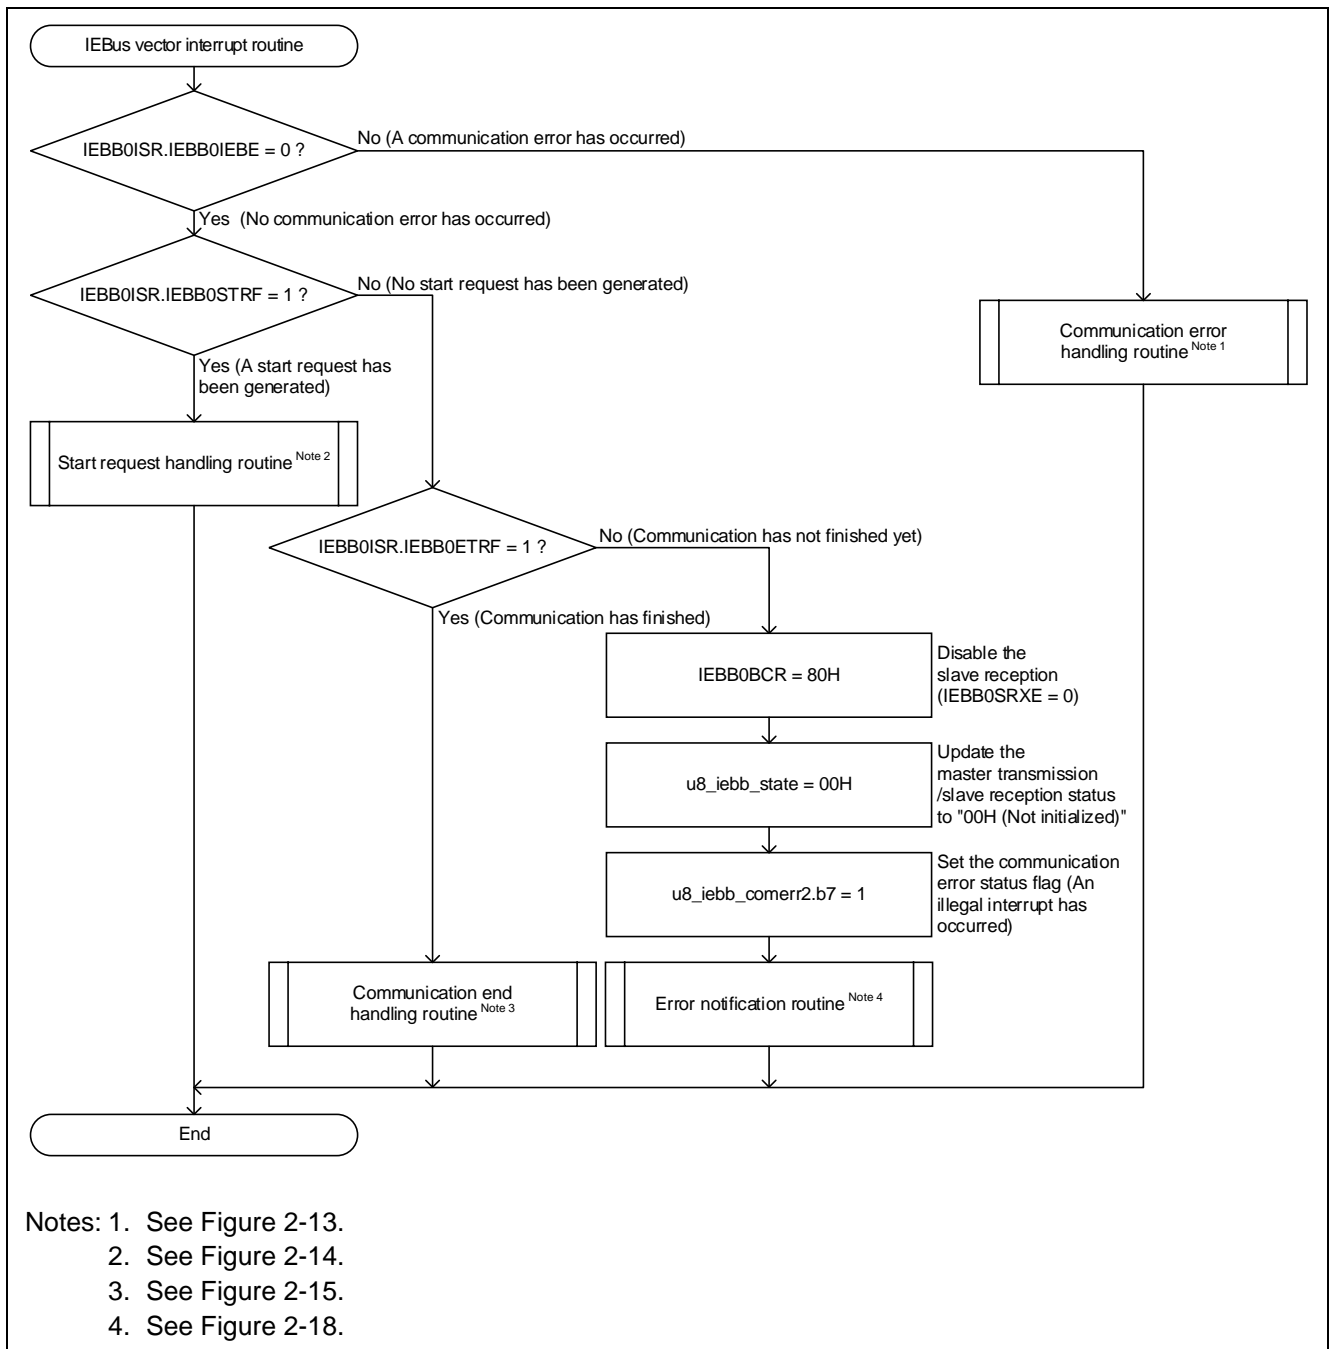 IEBus vector interrupt routine
IEBB0ISR.IEBB0IEBE = 0 ?
No (A communication error has occurred)
Yes (No communication error has occurred)
IEBB0ISR.IEBB0STRF = 1 ?
No (No start request has been generated)
Communication error
handling routine Note 1
Yes (A start request has
been generated)
Start request handling routine Note 2
IEBB0ISR.IEBB0ETRF = 1 ?
No (Communication has not finished yet)
Yes (Communication has finished)
IEBB0BCR = 80H
Disable the
slave reception
(IEBB0SRXE = 0)
u8_iebb_state = 00H
Update the
master transmission
/slave reception status
to "00H (Not initialized)"
u8_iebb_comerr2.b7 = 1
Set the communication
error status flag (An
illegal interrupt has
occurred)
Communication end
handling routine Note 3
Error notification routine Note 4
End
Notes: 1. See Figure 2-13.
2. See Figure 2-14.
3. See Figure 2-15.
4. See Figure 2-18.